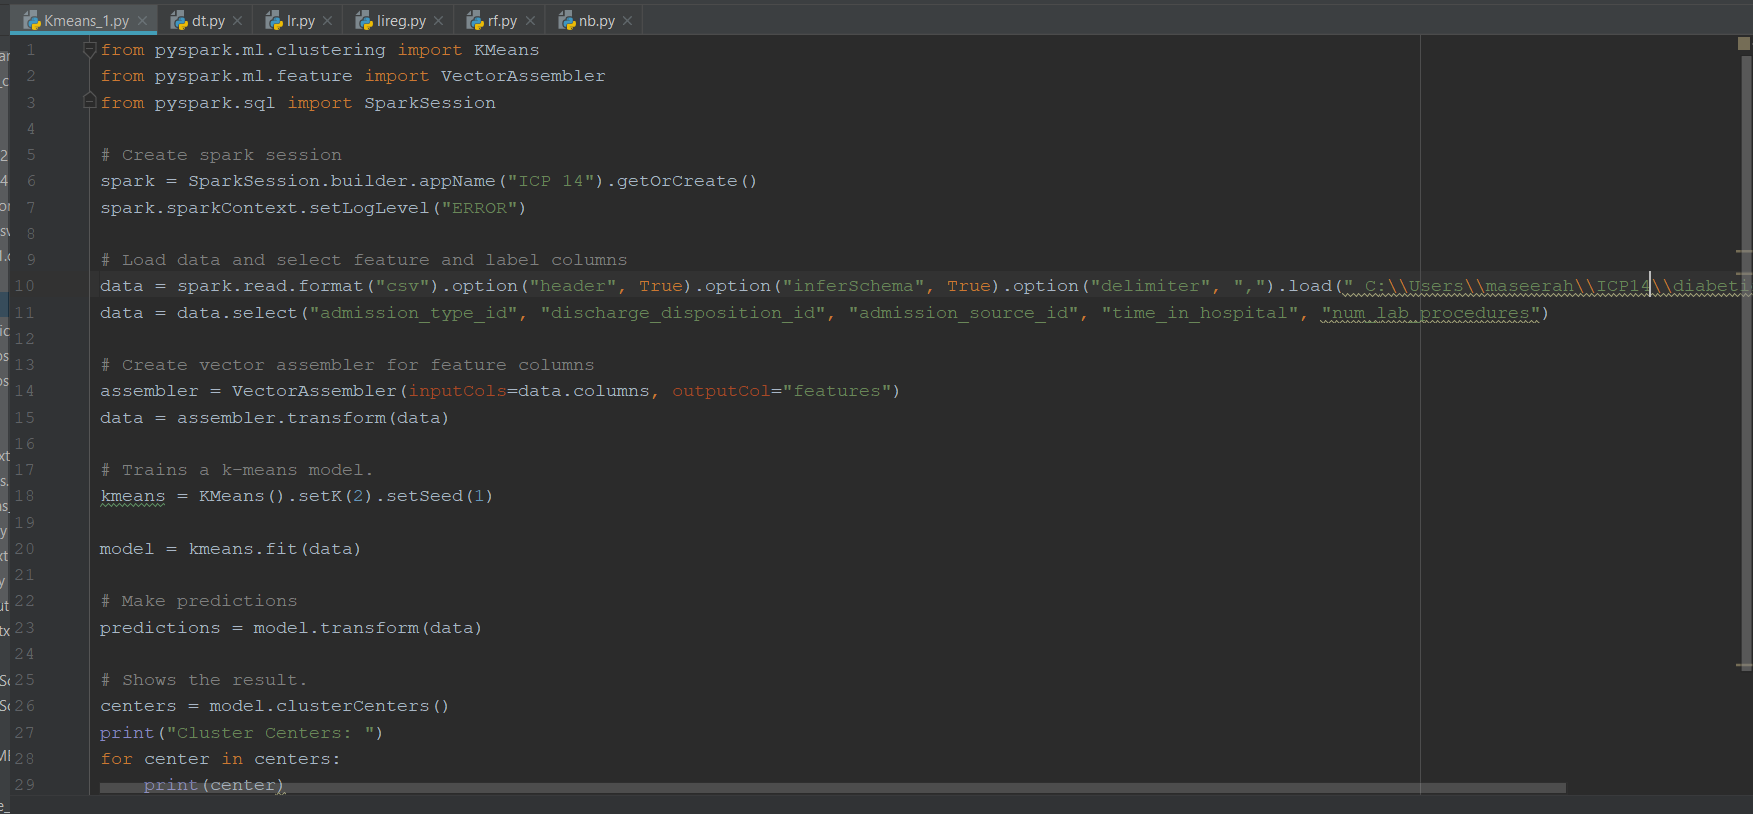 Kmeans_1.py dt.py lr.py lireg.py rf.py nb.py
1 from pyspark.ml.clustering import KMeans
2 from pyspark.ml.feature import VectorAssembler
3 from pyspark.sql import SparkSession
4
5 # Create spark session
6 spark = SparkSession.builder.appName("ICP 14").getOrCreate()
7 spark.sparkContext.setLogLevel("ERROR")
8
9 # Load data and select feature and label columns
10 data = spark.read.format("csv").option("header", True).option("inferSchema", True).option("delimiter", ",").load(" C:\\Users\\maseerah\\ICP14\\diabeti
11 data = data.select("admission_type_id", "discharge_disposition_id", "admission_source_id", "time_in_hospital", "num_lab_procedures")
12
13 # Create vector assembler for feature columns
14 assembler = VectorAssembler(inputCols=data.columns, outputCol="features")
15 data = assembler.transform(data)
16
17 # Trains a k-means model.
18 kmeans = KMeans().setK(2).setSeed(1)
19
20 model = kmeans.fit(data)
21
22 # Make predictions
23 predictions = model.transform(data)
24
25 # Shows the result.
26 centers = model.clusterCenters()
27 print("Cluster Centers: ")
28 for center in centers:
29 print(center)